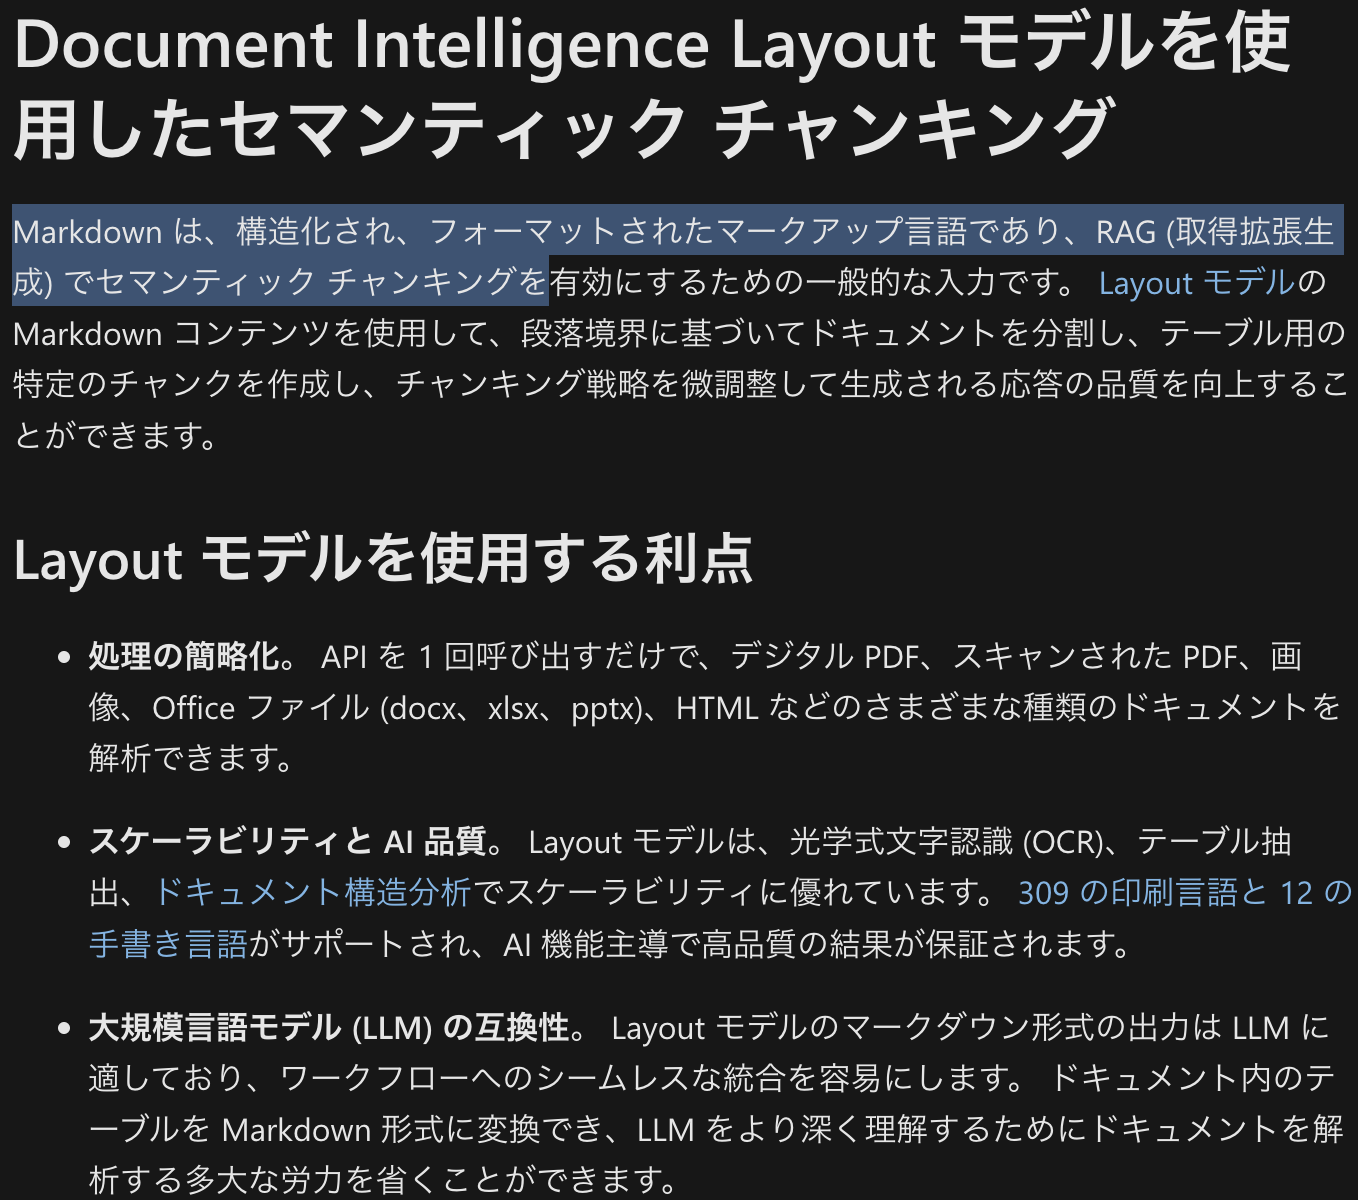 Document Intelligence Layout モデルを使
用したセマンティック チャンキング
Markdown は、構造化され、フォーマットされたマークアップ言語であり、RAG (取得拡張生
成) でセマンティック チャンキングを有効にするための一般的な入力です。 Layout モデルの
Markdown コンテンツを使用して、段落境界に基づいてドキュメントを分割し、テーブル用の
特定のチャンクを作成し、チャンキング戦略を微調整して生成される応答の品質を向上するこ
とができます。
Layout モデルを使用する利点
• 処理の簡略化。 API を 1 回呼び出すだけで、デジタル PDF、スキャンされた PDF、画
像、Office ファイル (docx、xlsx、pptx)、HTML などのさまざまな種類のドキュメントを
解析できます。
• スケーラビリティと AI 品質。 Layout モデルは、光学式文字認識 (OCR)、テーブル抽
出、ドキュメント構造分析でスケーラビリティに優れています。 309 の印刷言語と 12 の
手書き言語がサポートされ、AI 機能主導で高品質の結果が保証されます。
• 大規模言語モデル (LLM) の互換性。 Layout モデルのマークダウン形式の出力は LLM に
適しており、ワークフローへのシームレスな統合を容易にします。 ドキュメント内のテ
ーブルを Markdown 形式に変換でき、LLM をより深く理解するためにドキュメントを解
析する多大な労力を省くことができます。